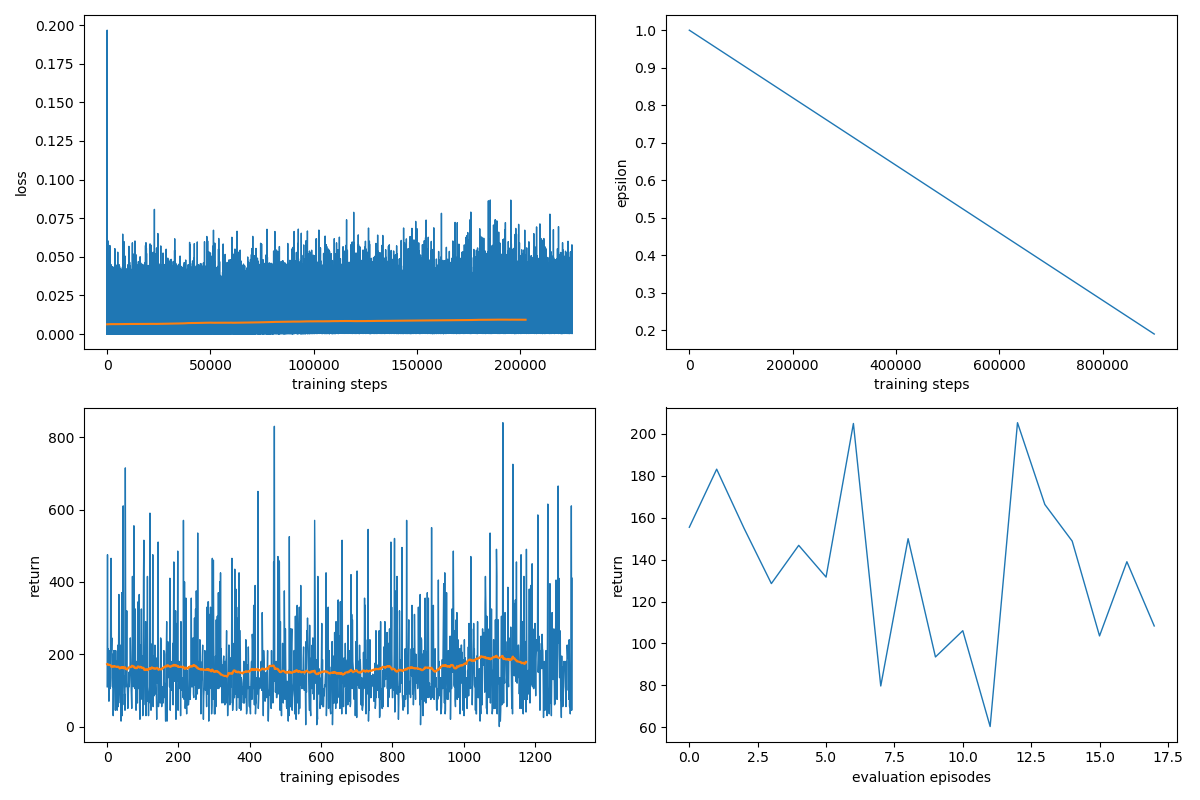 loss
0.200
0.175
0.150
0.125
0.100
0.075
0.050
0.025
0.000
0 50000 100000 150000 200000
training steps
epsilon
1.0
0.9
0.8
0.7
0.6
0.5
0.4
0.3
0.2
0 200000 400000 600000 800000
training steps
return
800
600
400
200
0
0 200 400 600 800 1000 1200
training episodes
return
200
180
160
140
120
100
80
60
0.0 2.5 5.0 7.5 10.0 12.5 15.0 17.5
evaluation episodes